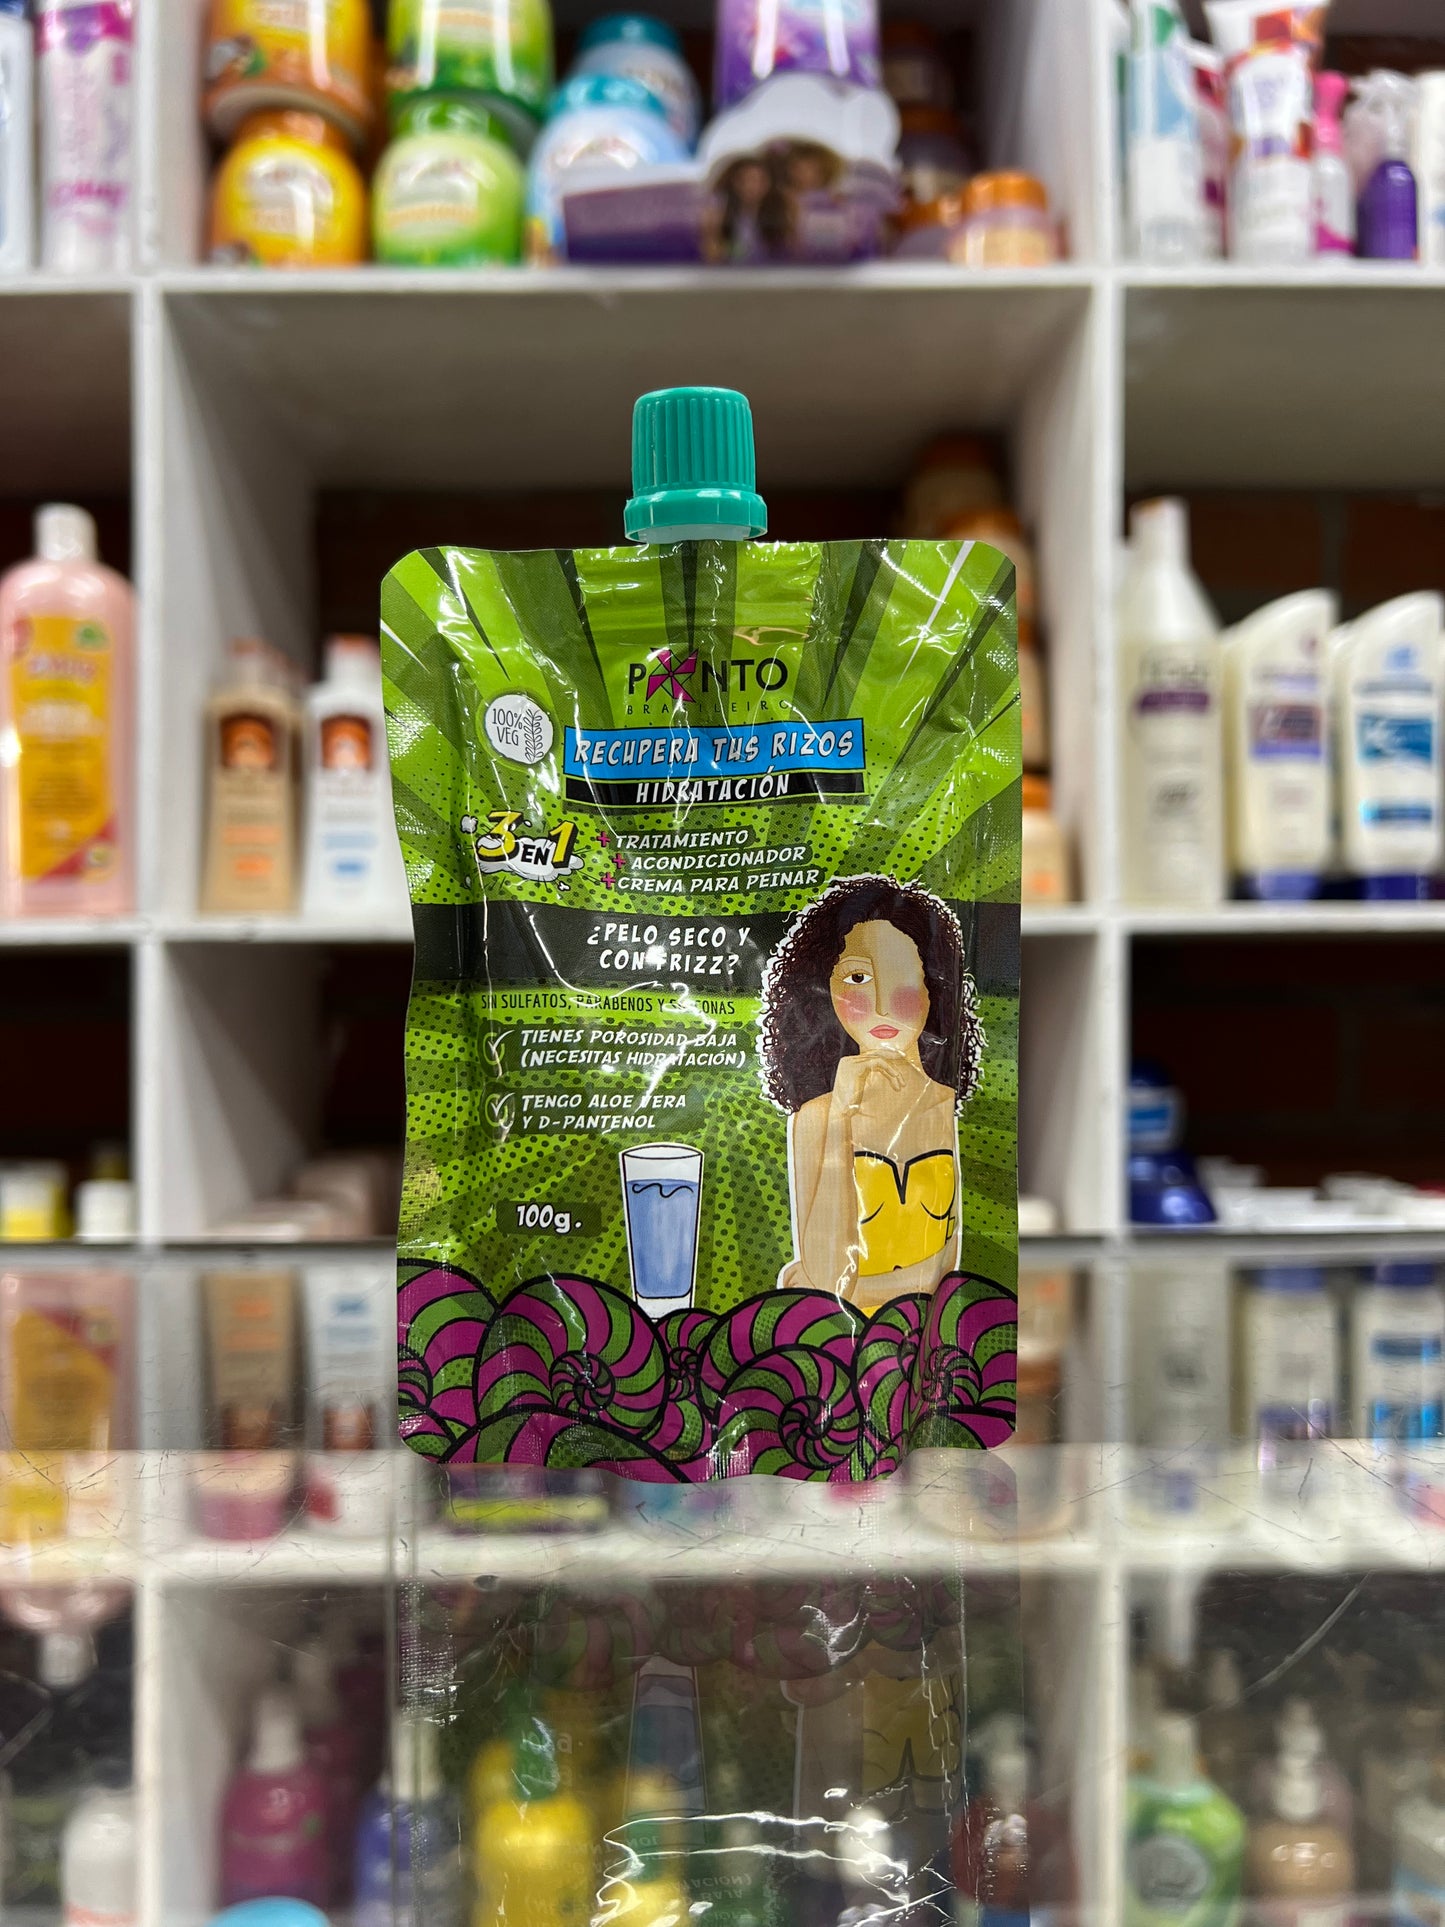 PONTO
BRASILEIRO
100%
VEG
RECUPERA TUS RIZOS
HIDRATACIÓN
3 EN 1
+ TRATAMIENTO
+ ACONDICIONADOR
+ CREMA PARA PEINAR
¿PELO SECO Y
CON FRIZZ?
SIN SULFATOS, PARABENOS Y SILICONAS
TIENES POROSIDAD BAJA
(NECESITAS HIDRATACIÓN)
TENGO ALOE VERA
Y D-PANTENOL
100g.